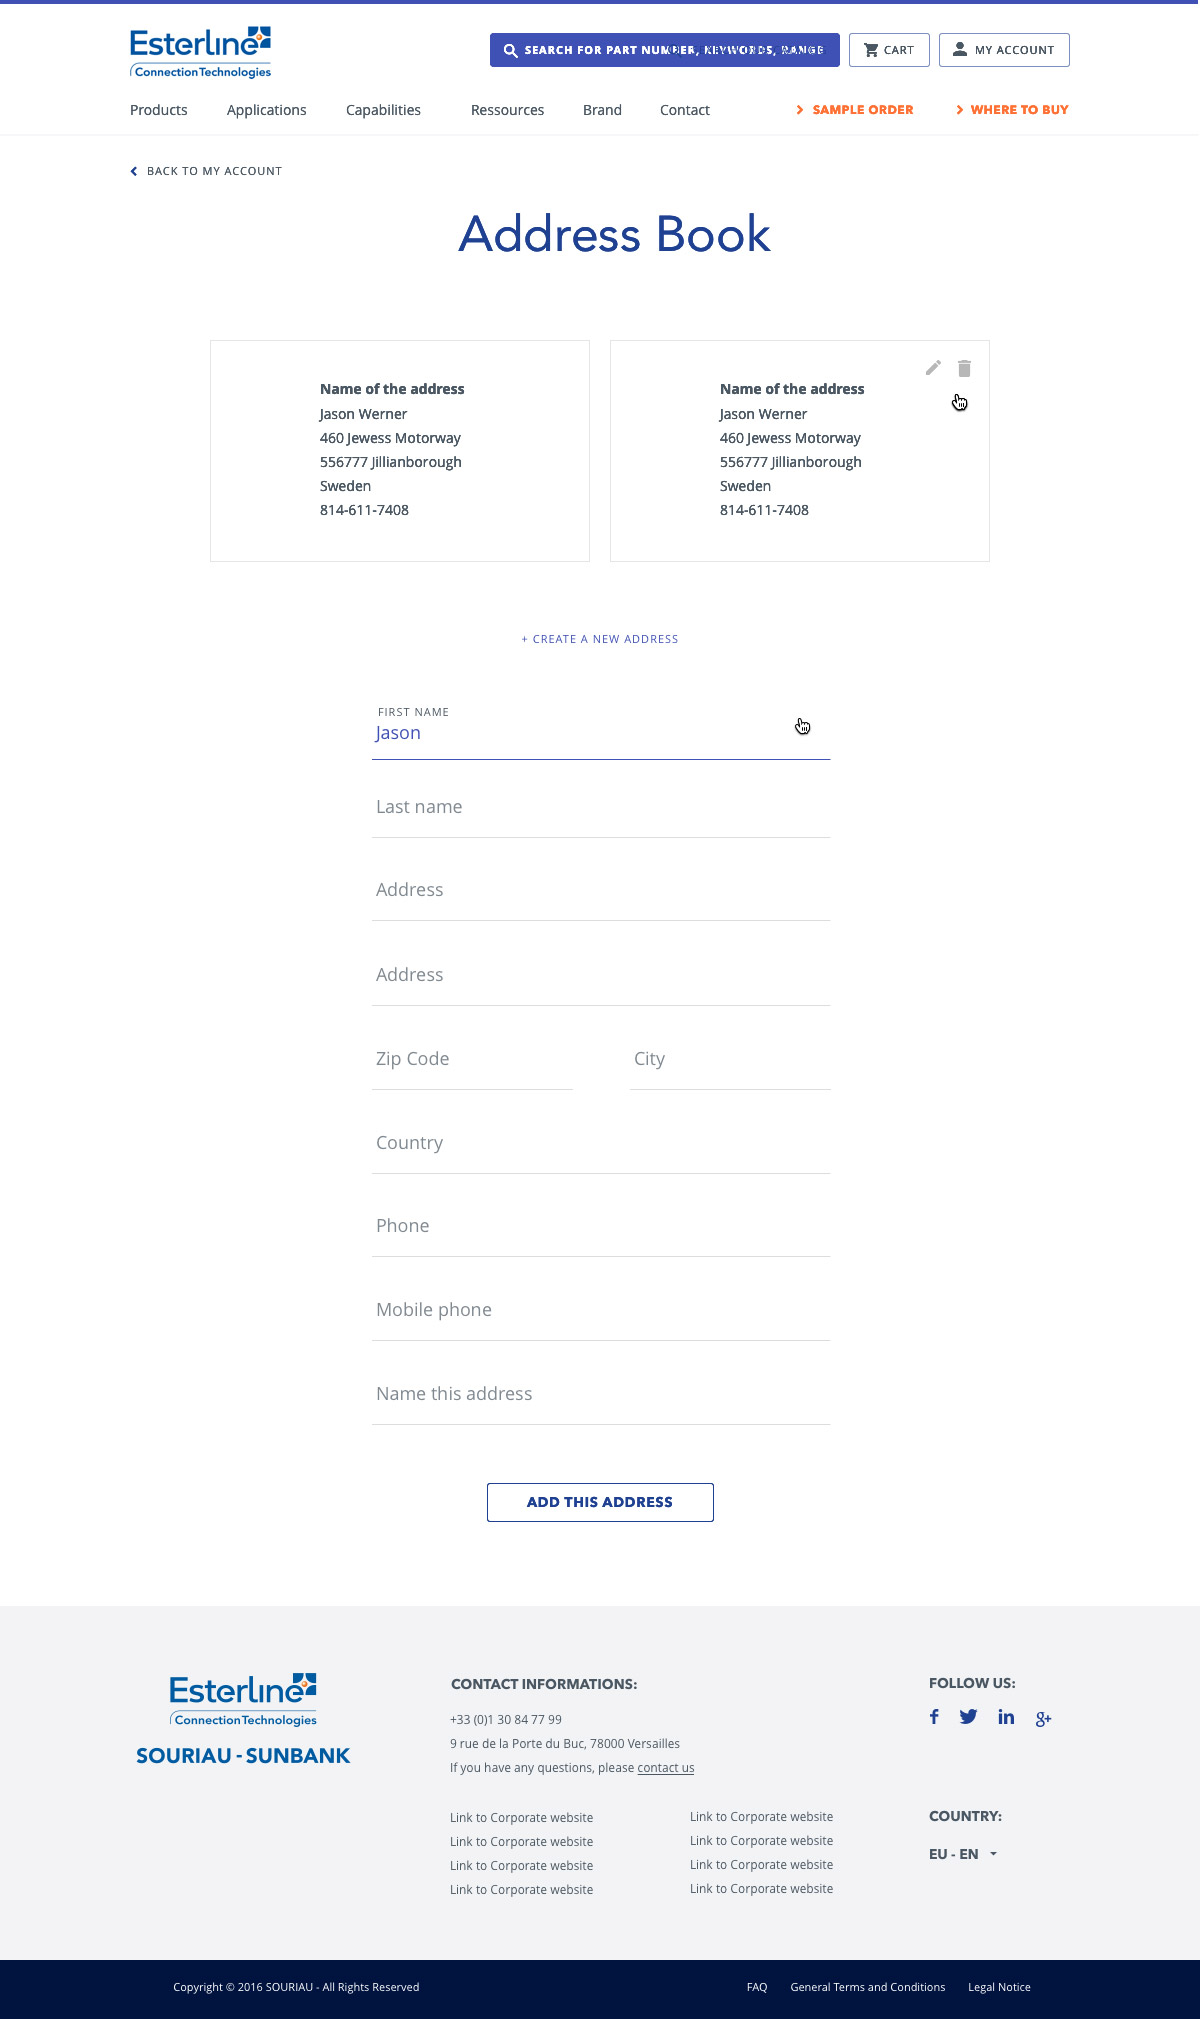 Esterline
Connection Technologies
SEARCH FOR PART NUMBER, KEYWORDS, RANGE
CART
MY ACCOUNT
Products
Applications
Capabilities
Ressources
Brand
Contact
SAMPLE ORDER
WHERE TO BUY
BACK TO MY ACCOUNT
Address Book
Name of the address
Jason Werner
460 Jewess Motorway
556777 Jillianborough
Sweden
814-611-7408
Name of the address
Jason Werner
460 Jewess Motorway
556777 Jillianborough
Sweden
814-611-7408
+ CREATE A NEW ADDRESS
FIRST NAME
Jason
Last name
Address
Address
Zip Code
City
Country
Phone
Mobile phone
Name this address
ADD THIS ADDRESS
Esterline
Connection Technologies
SOURIAU - SUNBANK
CONTACT INFORMATIONS:
+33 (0)1 30 84 77 99
9 rue de la Porte du Buc, 78000 Versailles
If you have any questions, please contact us
Link to Corporate website
Link to Corporate website
Link to Corporate website
Link to Corporate website
Link to Corporate website
Link to Corporate website
Link to Corporate website
Link to Corporate website
FOLLOW US:
COUNTRY:
EU - EN
Copyright © 2016 SOURIAU - All Rights Reserved
FAQ
General Terms and Conditions
Legal Notice